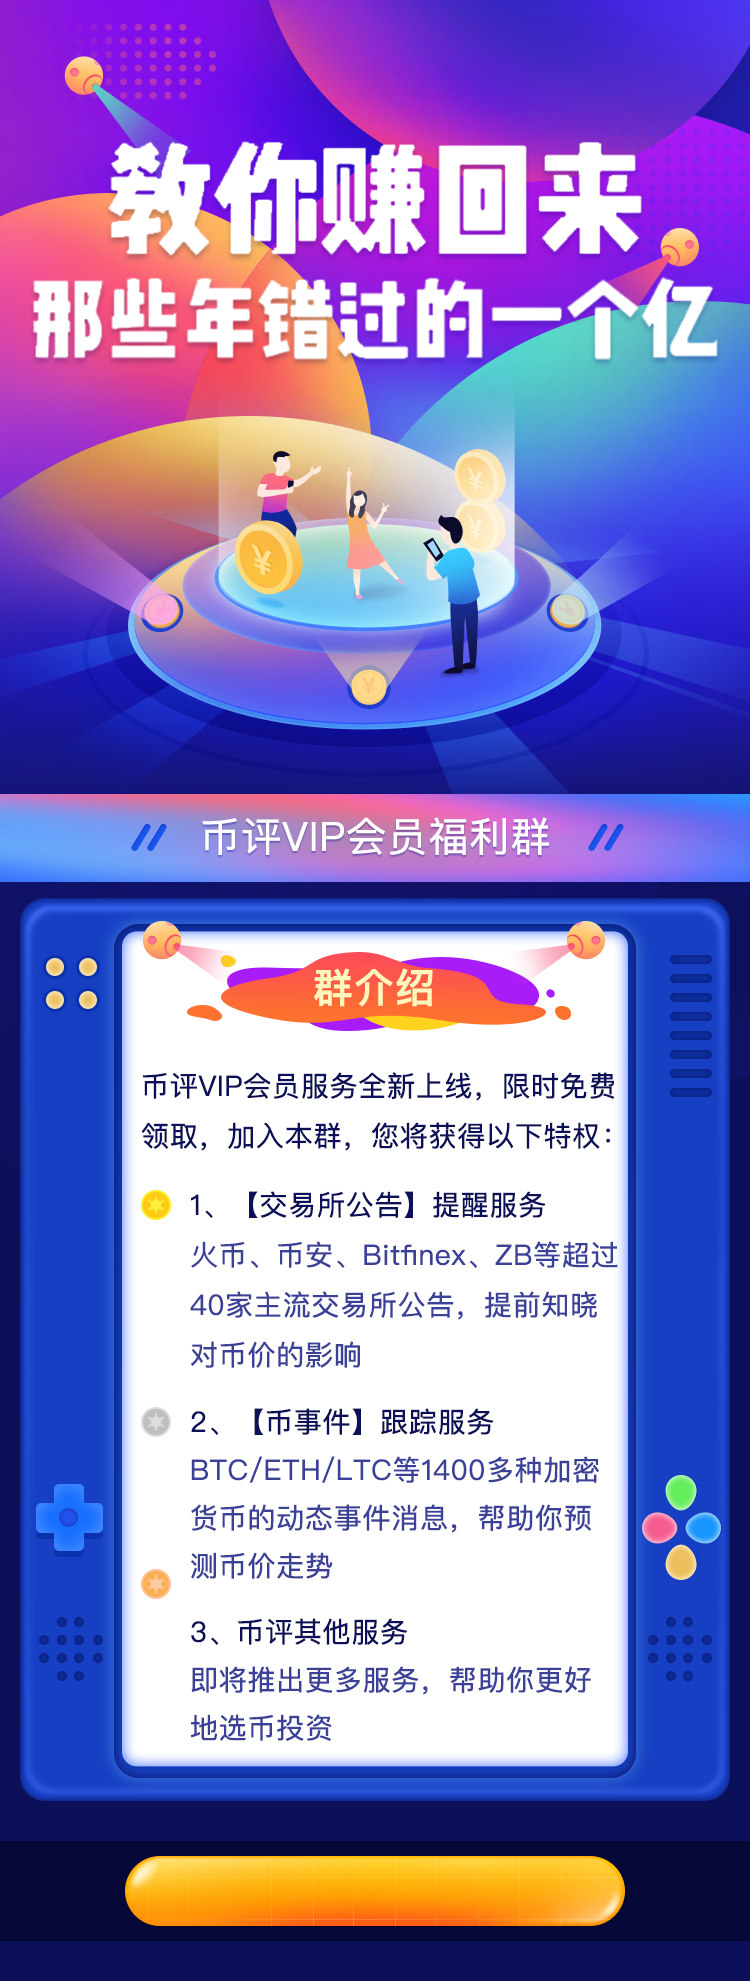 教你赚回来
那些年错过的一个亿
币评VIP会员福利群
群介绍
币评VIP会员服务全新上线，限时免费
领取，加入本群，您将获得以下特权：
1、【交易所公告】提醒服务
火币、币安、Bitfinex、ZB等超过
40家主流交易所公告，提前知晓
对币价的影响
2、【币事件】跟踪服务
BTC/ETH/LTC等1400多种加密
货币的动态事件消息，帮助你预
测币价走势
3、币评其他服务
即将推出更多服务，帮助你更好
地选币投资